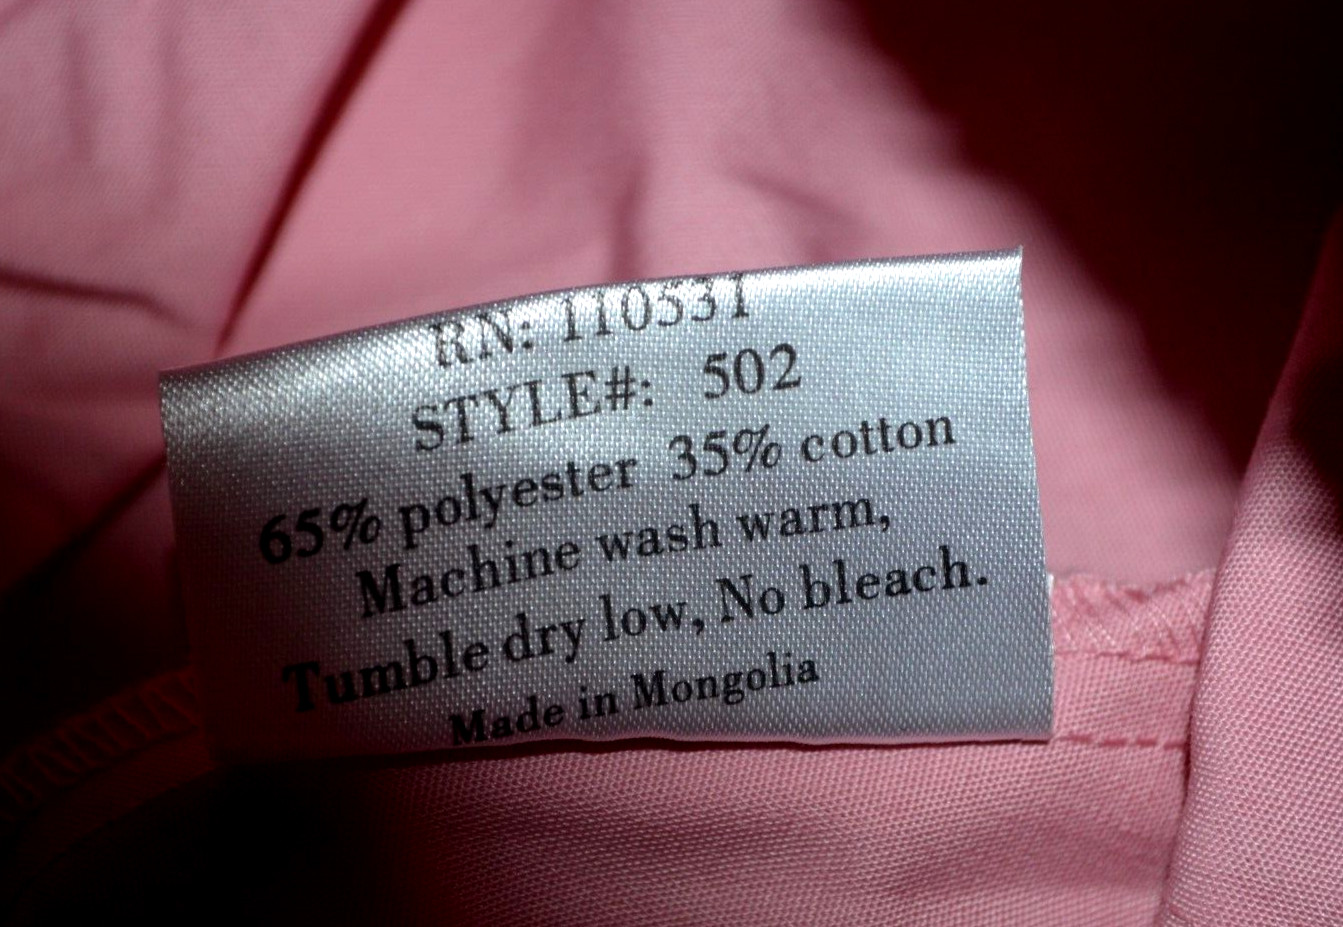 RN: 110531
STYLE#: 502
65% polyester 35% cotton
Machine wash warm,
Tumble dry low, No bleach.
Made in Mongolia